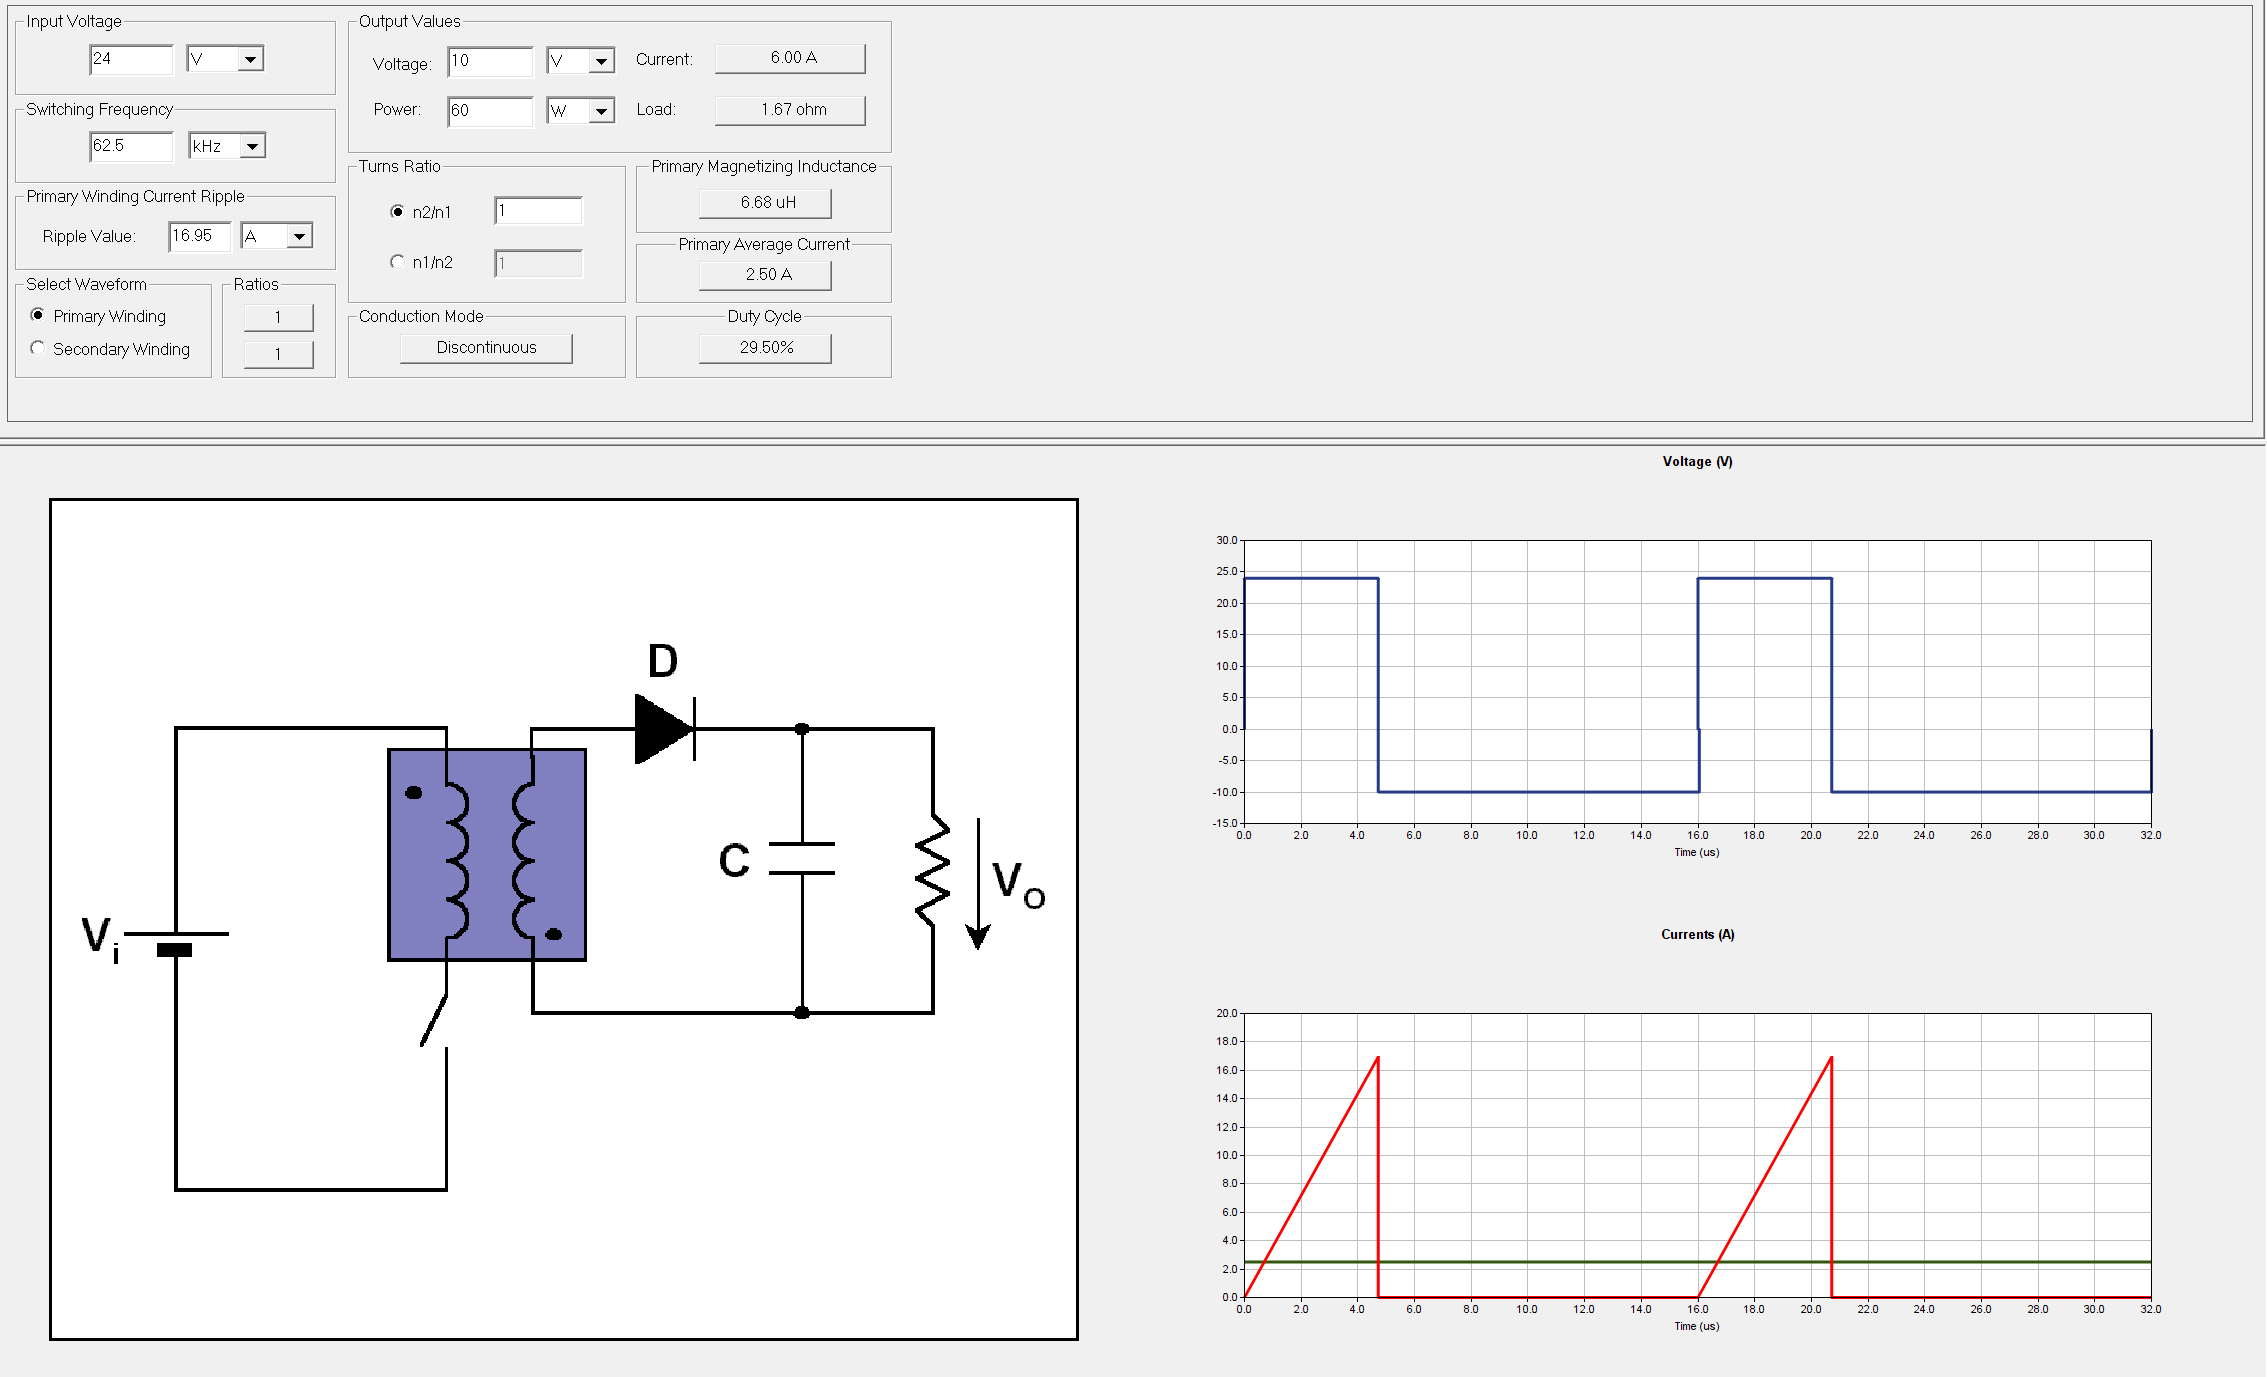 Input Voltage
24 V
Switching Frequency
62.5 kHz
Primary Winding Current Ripple
Ripple Value: 16.95 A
Select Waveform
Primary Winding
Secondary Winding
Ratios
1
1
Output Values
Voltage: 10 V Current: 6.00 A
Power: 60 W Load: 1.67 ohm
Turns Ratio
n2/n1 1
n1/n2 1
Conduction Mode
Discontinuous
Primary Magnetizing Inductance
6.68 uH
Primary Average Current
2.50 A
Duty Cycle
29.50%
D
C
Vi
VO
Voltage (V)
30.0
25.0
20.0
15.0
10.0
5.0
0.0
-5.0
-10.0
-15.0
0.0 2.0 4.0 6.0 8.0 10.0 12.0 14.0 16.0 18.0 20.0 22.0 24.0 26.0 28.0 30.0 32.0
Time (us)
Currents (A)
20.0
18.0
16.0
14.0
12.0
10.0
8.0
6.0
4.0
2.0
0.0
0.0 2.0 4.0 6.0 8.0 10.0 12.0 14.0 16.0 18.0 20.0 22.0 24.0 26.0 28.0 30.0 32.0
Time (us)